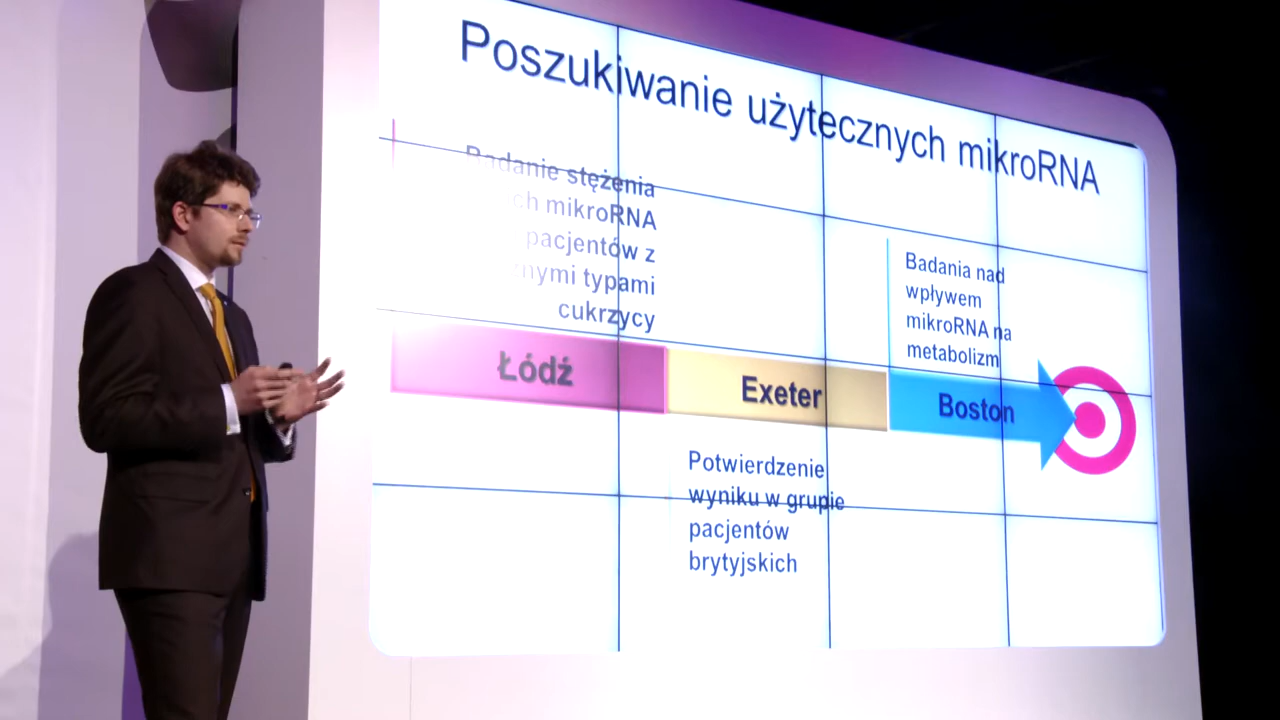 Poszukiwanie użytecznych mikroRNA
Badanie stężenia
mikroRNA
pacjentów z
typami
cukrzycy
Badania nad
wpływem
mikroRNA na
metabolizm
Łódź
Exeter
Boston
Potwierdzenie
wyniku w grupie
pacjentów
brytyjskich